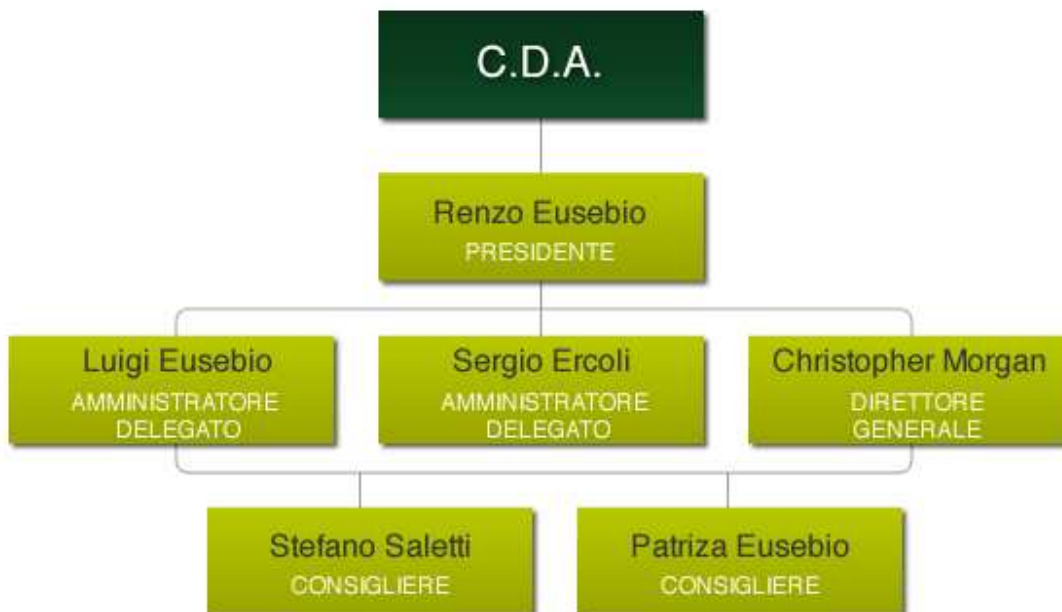 C.D.A.
Renzo Eusebio
PRESIDENTE
Luigi Eusebio
AMMINISTRATORE
DELEGATO
Sergio Ercoli
AMMINISTRATORE
DELEGATO
Christopher Morgan
DIRETTORE
GENERALE
Stefano Saletti
CONSIGLIERE
Patriza Eusebio
CONSIGLIERE